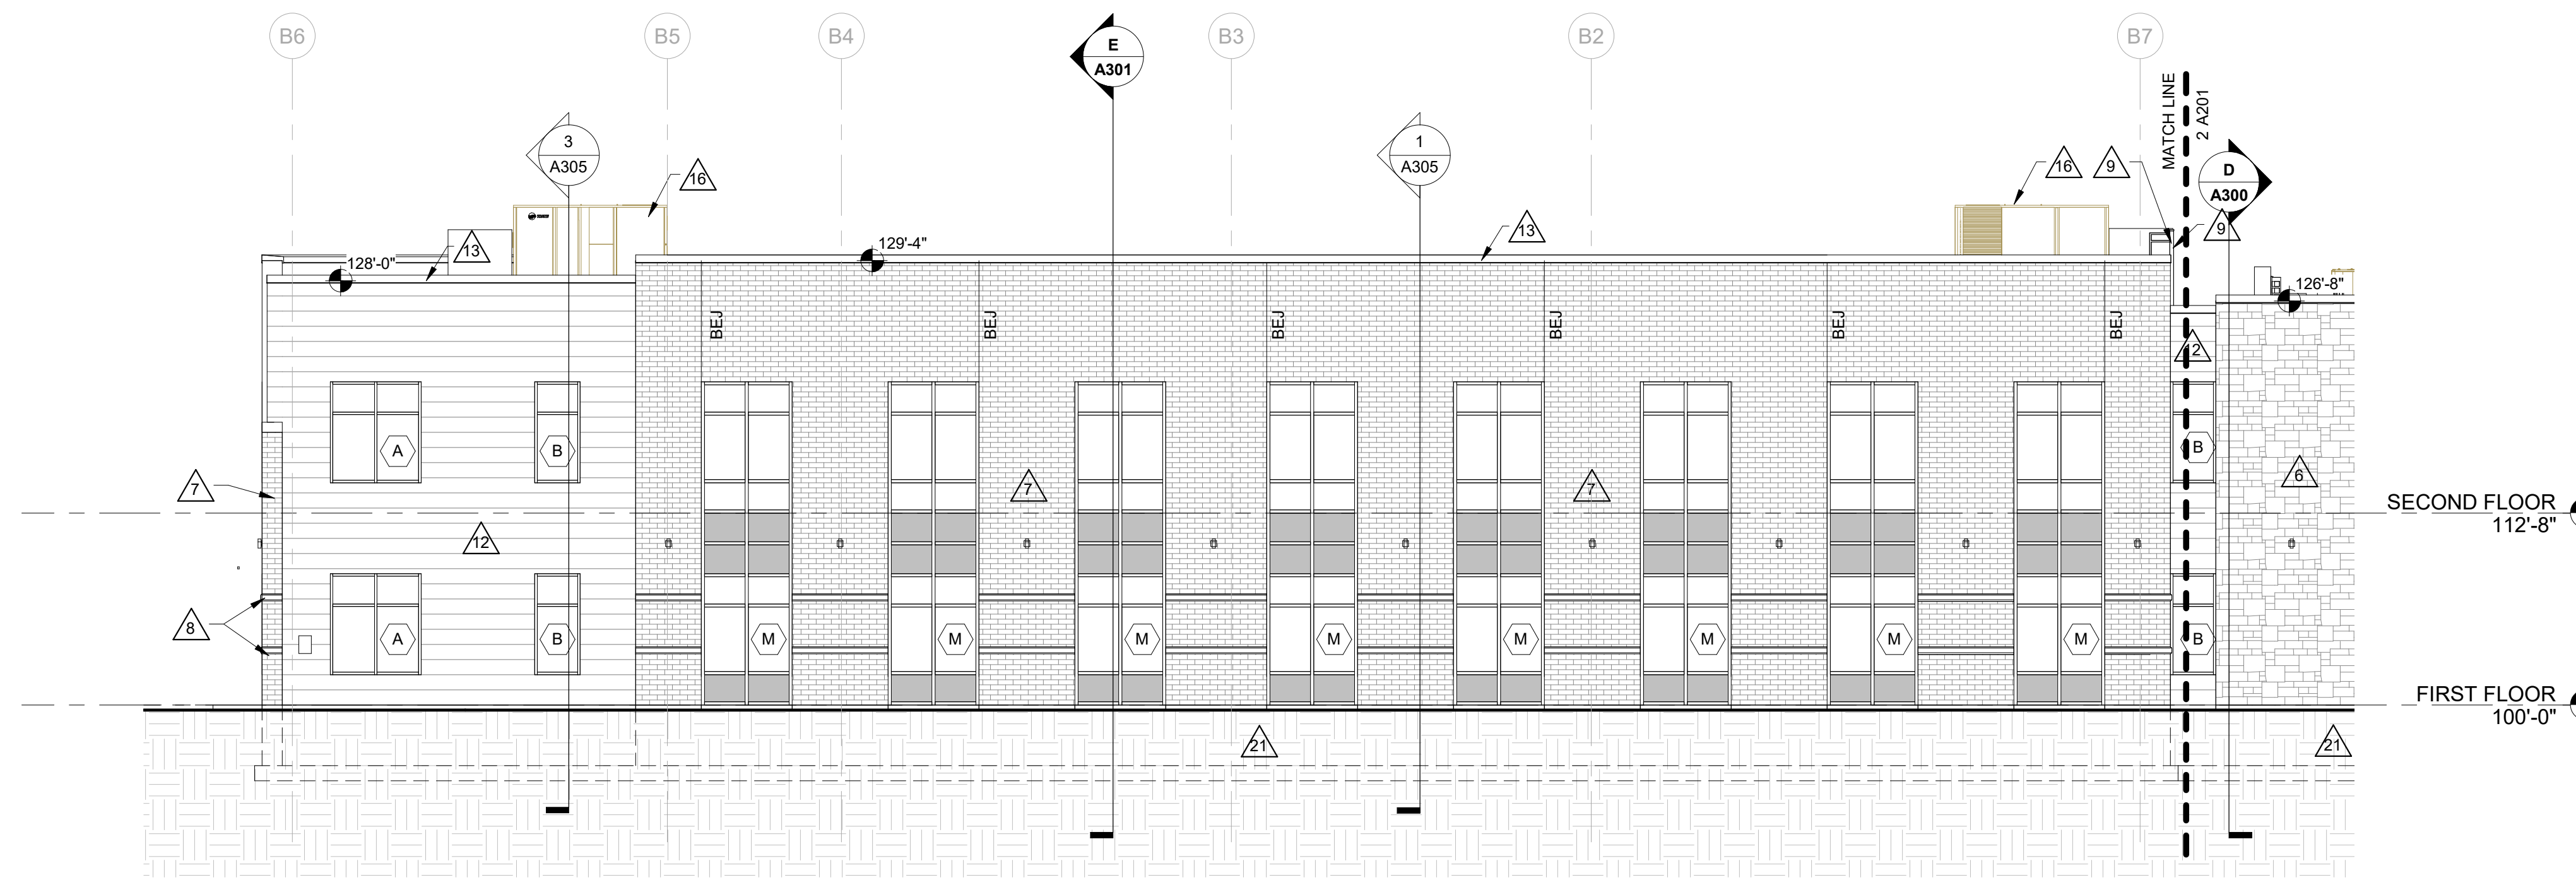 B6
B5
B4
E
A301
B3
B2
B7
MATCH LINE
2 A201
3
A305
1
A305
16
16
9
D
A300
13
129'-4"
13
9
128'-0"
126'-8"
BEJ
BEJ
BEJ
BEJ
BEJ
BEJ
12
A
B
B
7
7
7
6
SECOND FLOOR
112'-8"
12
8
A
B
M
M
M
M
M
M
M
M
B
FIRST FLOOR
100'-0"
21
21